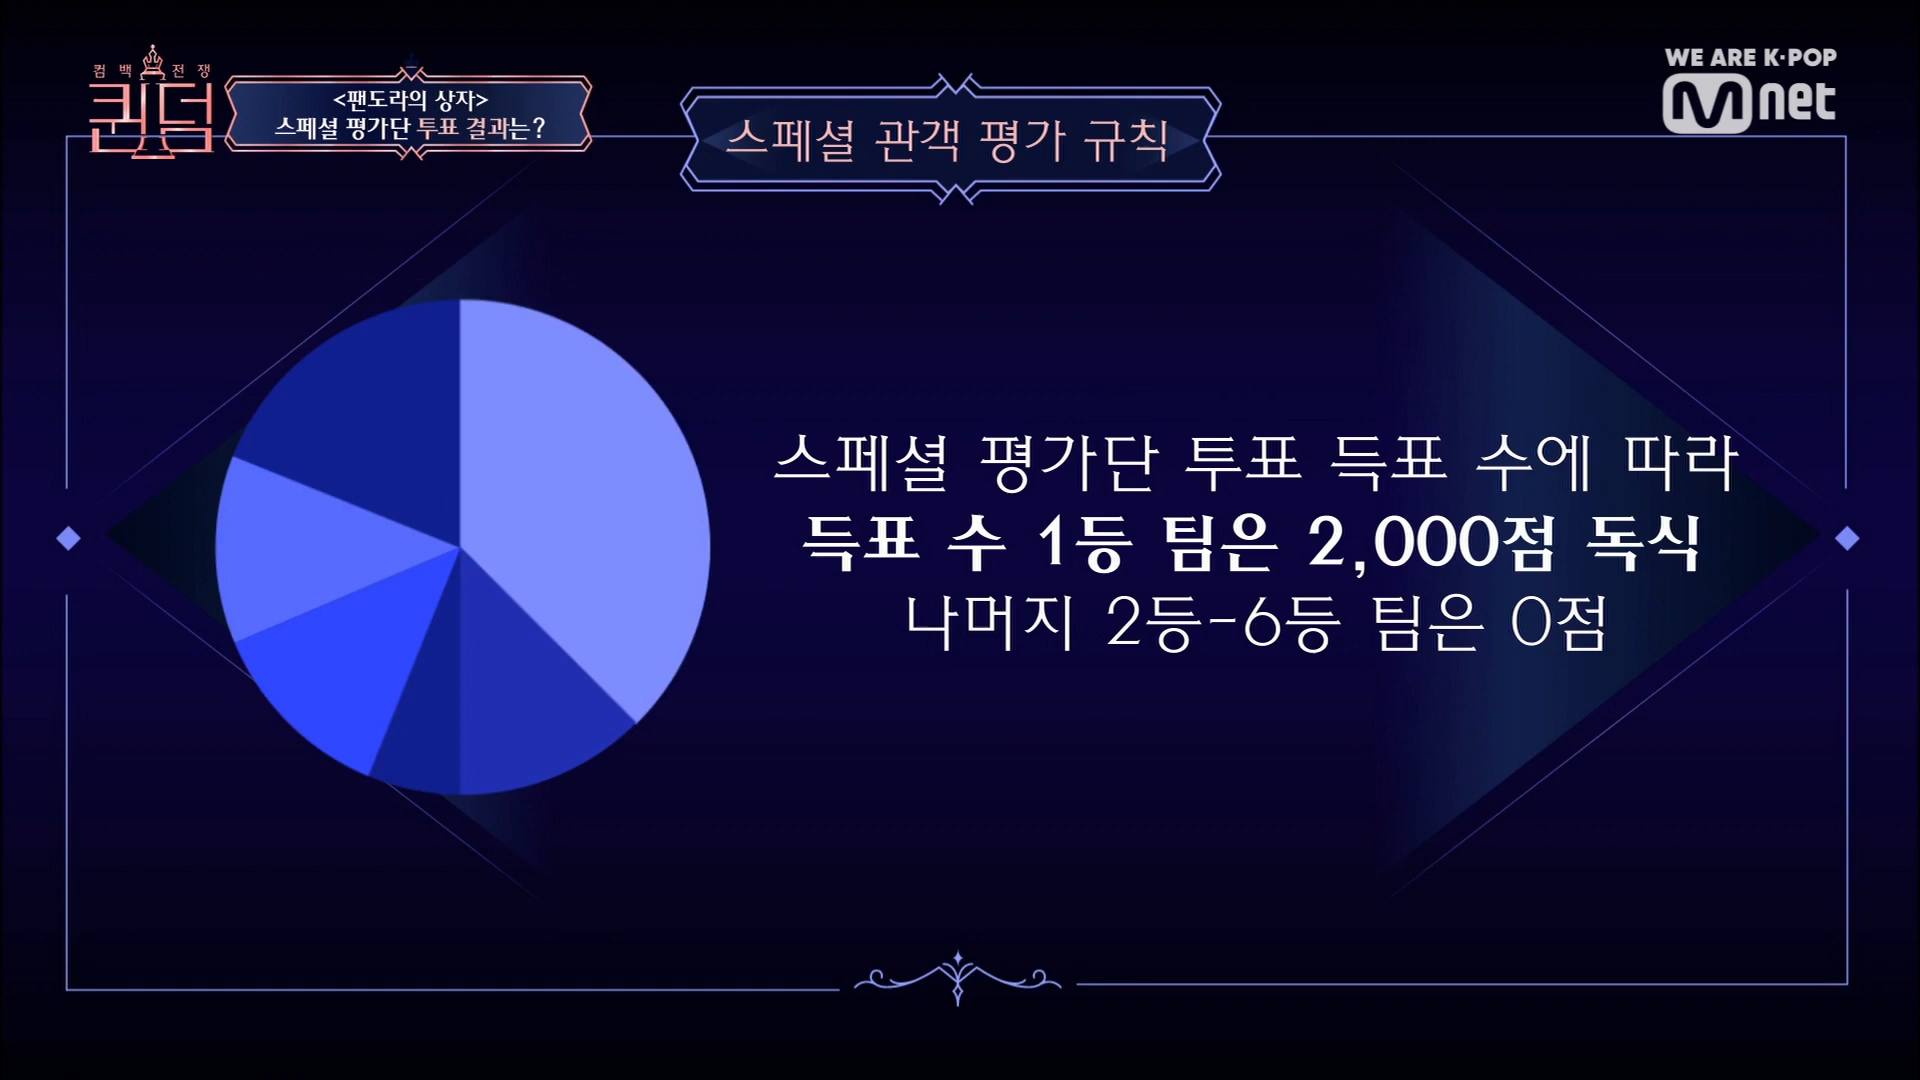 컴백전쟁
퀸덤
<팬도라의 상자>
스페셜 평가단 투표 결과는?
스페셜 관객 평가 규칙
WE ARE K-POP
Mnet
스페셜 평가단 투표 득표 수에 따라
득표 수 1등 팀은 2,000점 독식
나머지 2등-6등 팀은 0점